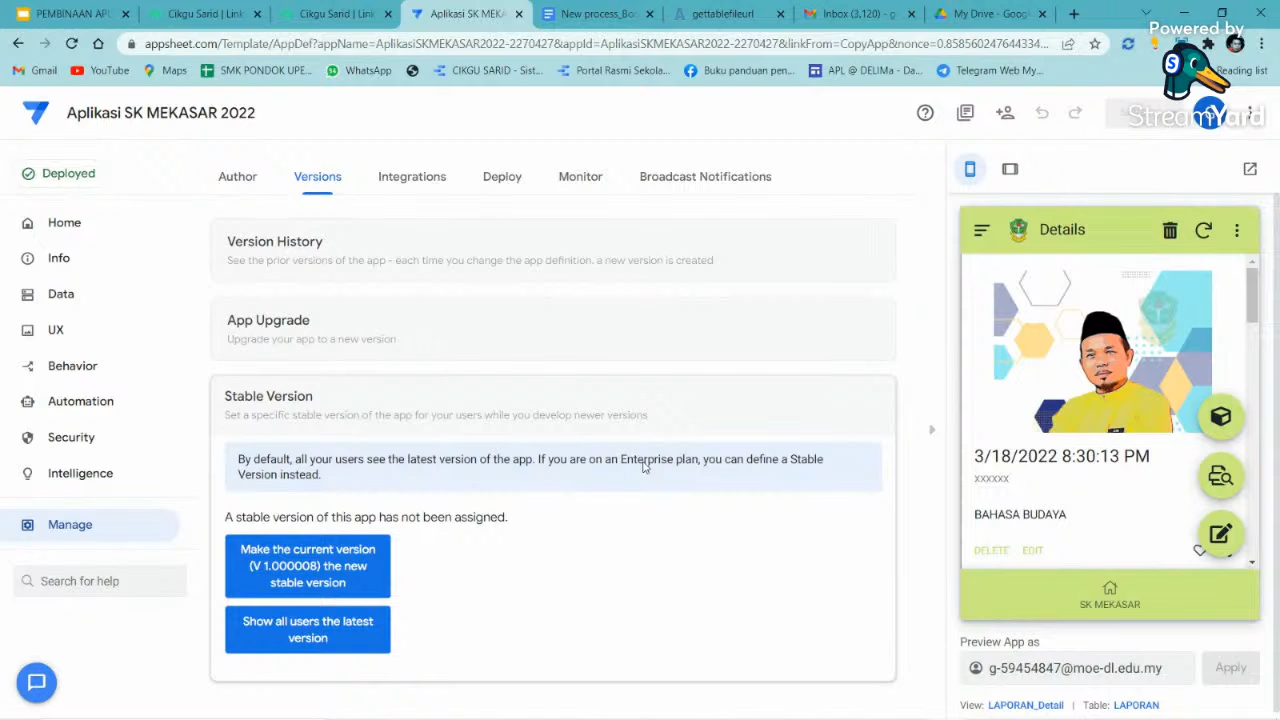 PEMBINAAN APL
Cikgu Sarid | Link
Cikgu Sarid | Link
Aplikasi SK MEKA
New process_Bor
gettablefileurl
Inbox (3,120) - g
My Drive - Googl
appsheet.com/Template/AppDef?appName=AplikasiSKMEKASAR2022-2270427&appId=AplikasiSKMEKASAR2022-2270427&linkFrom=CopyApp&nonce=0.858560247644334...
Powered by
Gmail
YouTube
Maps
SMK PONDOK UPE...
WhatsApp
CIKGU SARID - Sist...
Portal Rasmi Sekola...
Buku panduan pen...
APL @ DELIMa - Da...
Telegram Web My...
Reading list
StreamYard
Aplikasi SK MEKASAR 2022
Deployed
Author
Versions
Integrations
Deploy
Monitor
Broadcast Notifications
Home
Info
Data
UX
Behavior
Automation
Security
Intelligence
Manage
Search for help
Version History
See the prior versions of the app - each time you change the app definition, a new version is created
App Upgrade
Upgrade your app to a new version
Stable Version
Set a specific stable version of the app for your users while you develop newer versions
By default, all your users see the latest version of the app. If you are on an Enterprise plan, you can define a Stable
Version instead.
A stable version of this app has not been assigned.
Make the current version
(V 1.000008) the new
stable version
Show all users the latest
version
Details
3/18/2022 8:30:13 PM
xxxxxx
BAHASA BUDAYA
DELETE EDIT
SK MEKASAR
Preview App as
g-59454847@moe-dl.edu.my
Apply
View: LAPORAN_Detail | Table: LAPORAN